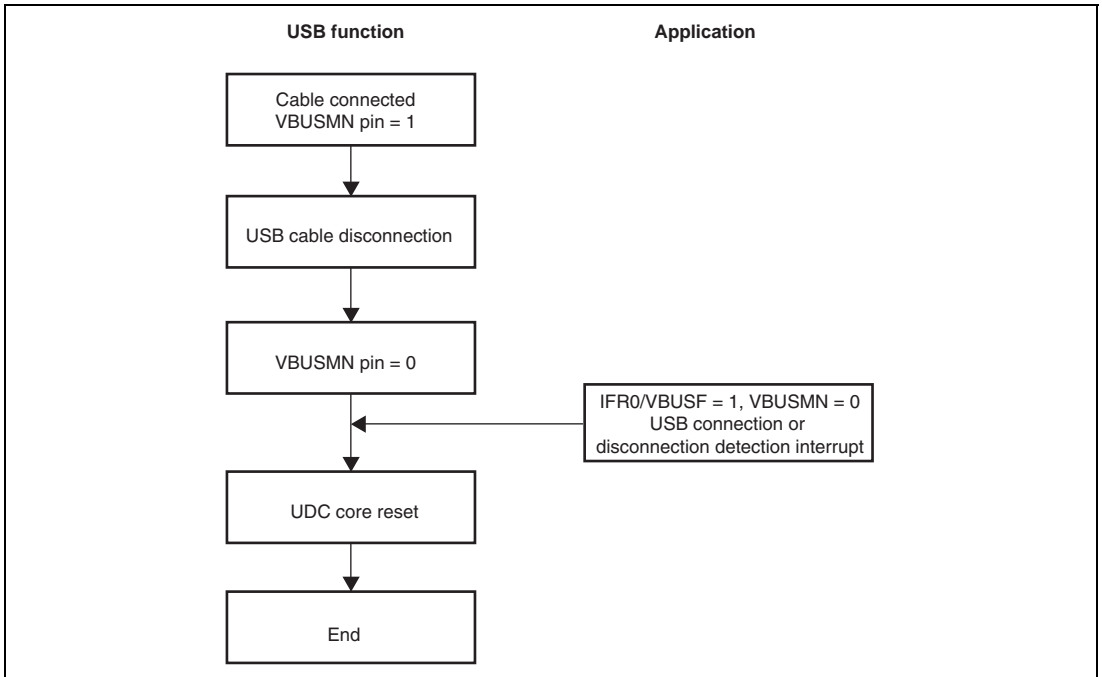 USB function
Application
Cable connected
VBUSMN pin = 1
USB cable disconnection
VBUSMN pin = 0
IFR0/VBUSF = 1, VBUSMN = 0
USB connection or
disconnection detection interrupt
UDC core reset
End